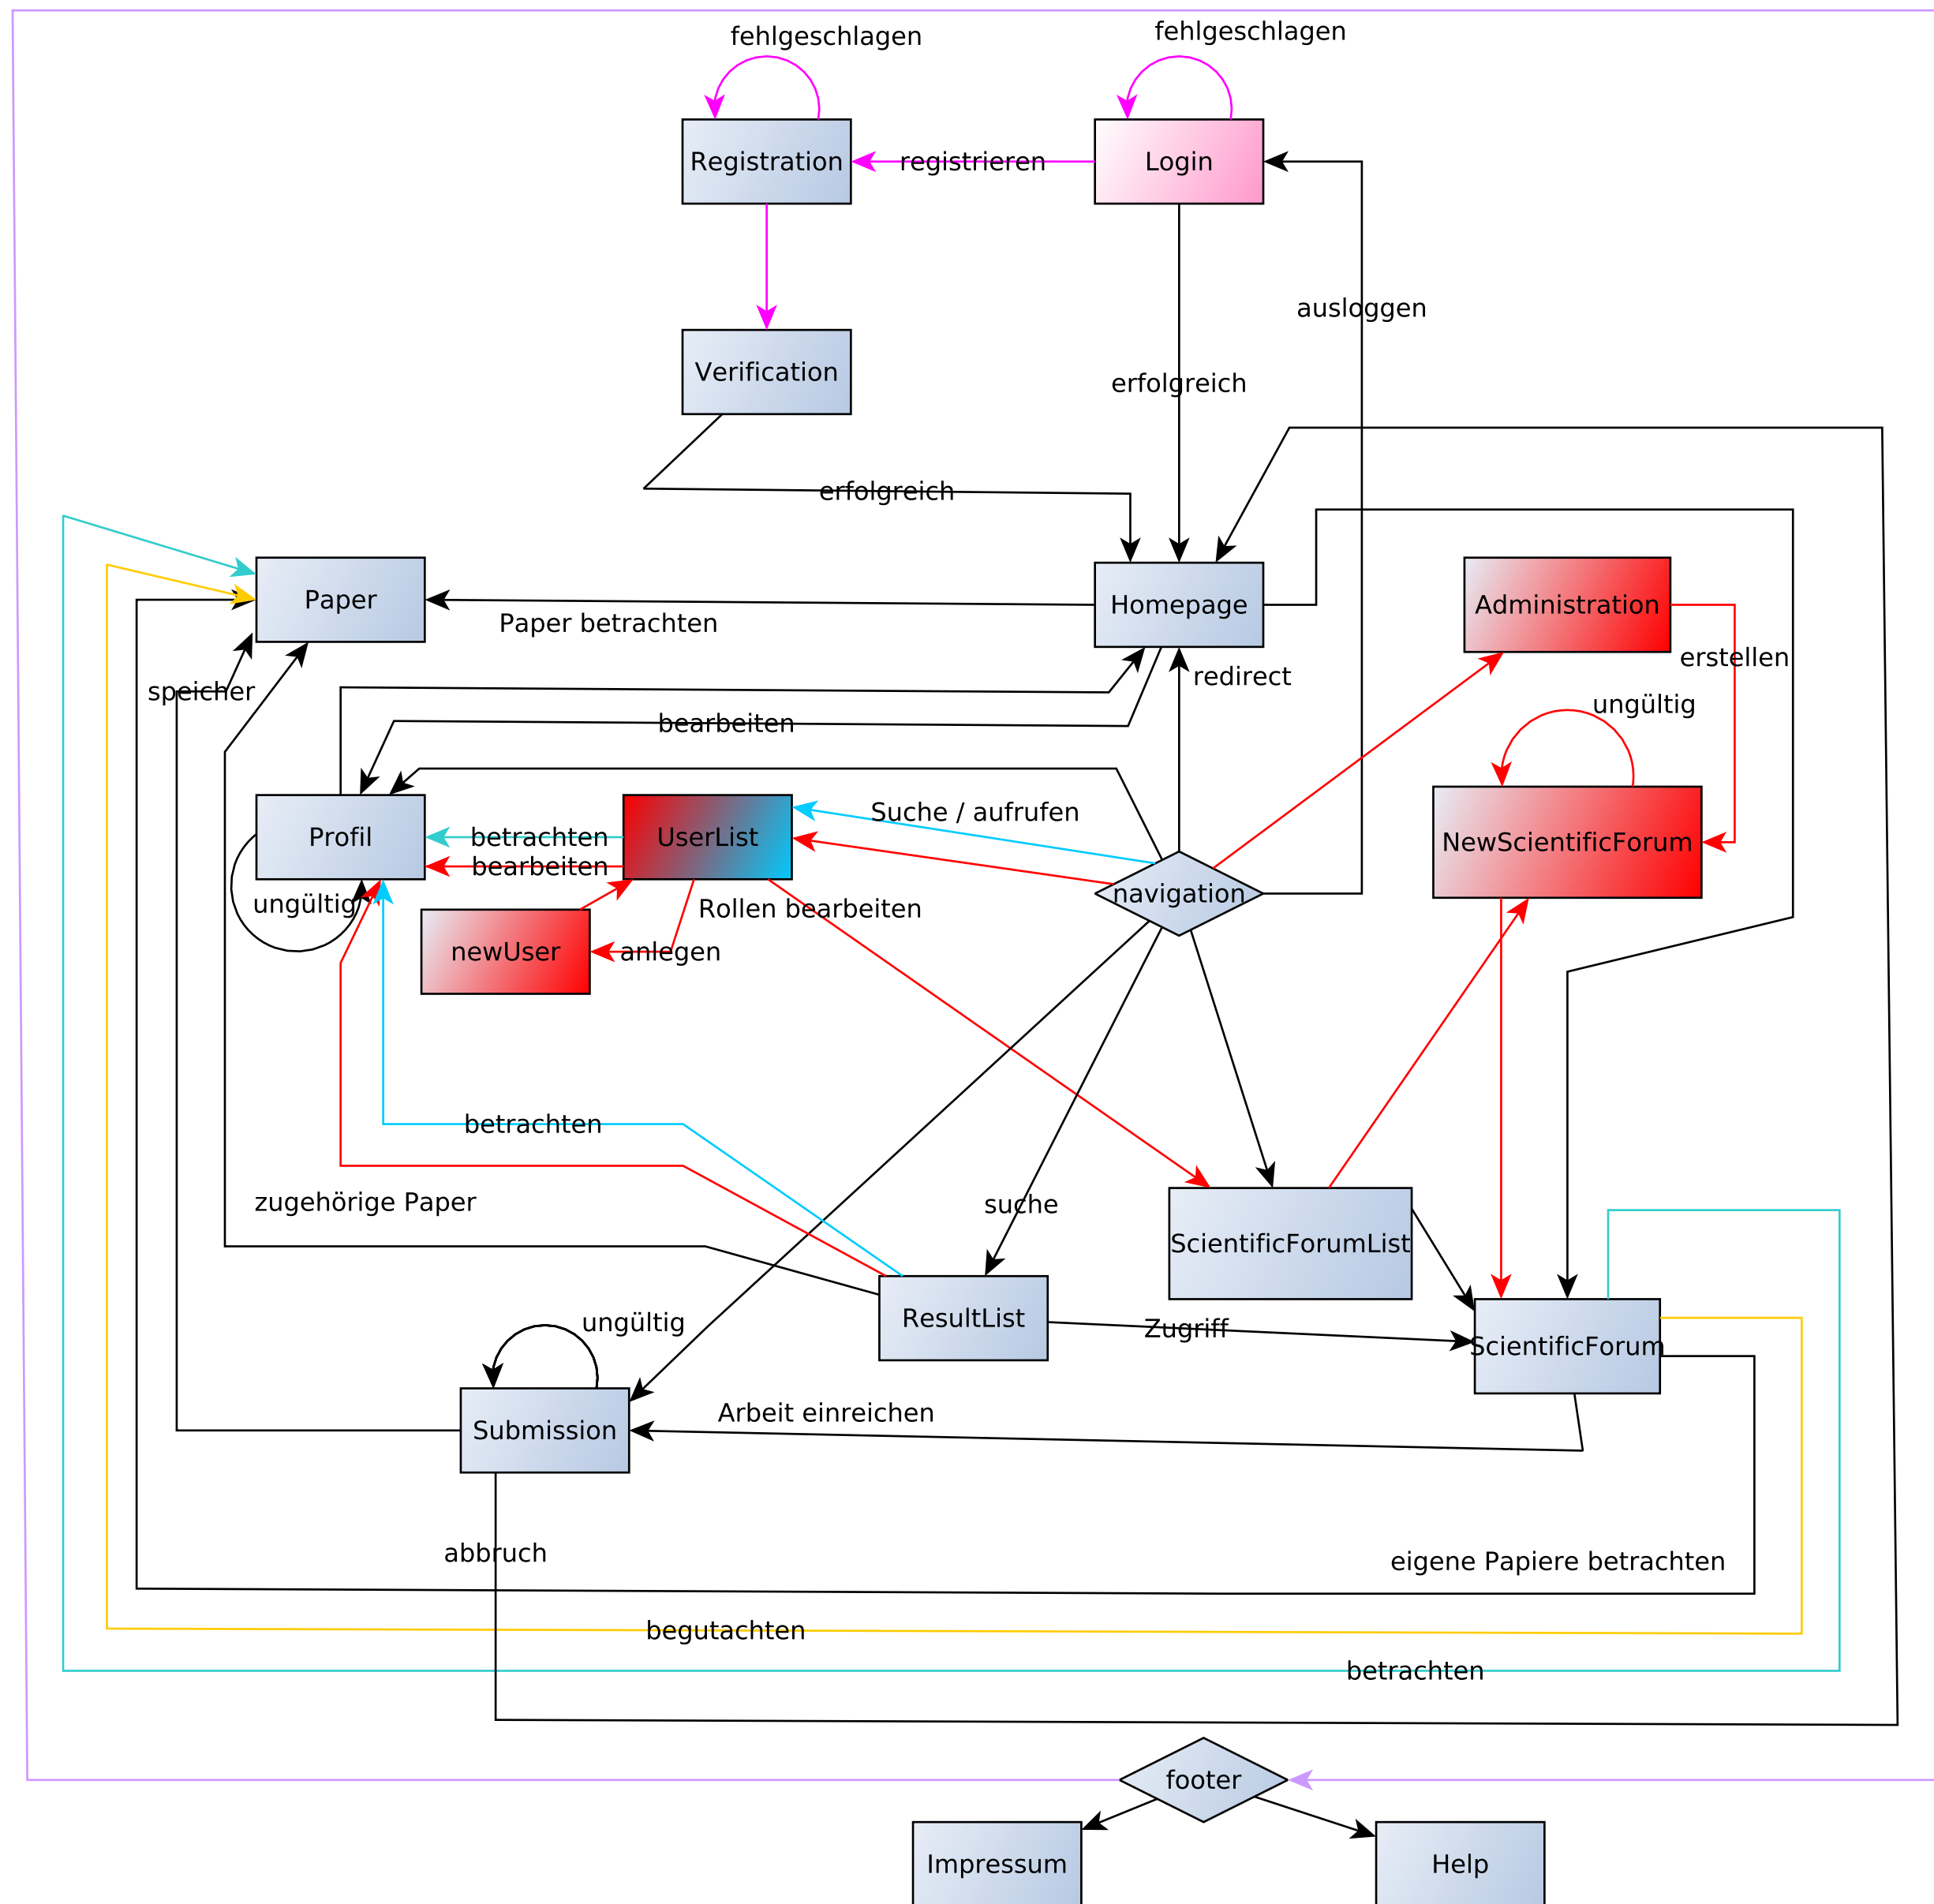 fehlgeschlagen
fehlgeschlagen
Registration
registrieren
Login
ausloggen
Verification
erfolgreich
erfolgreich
Paper
Homepage
Administration
Paper betrachten
erstellen
redirect
speicher
ungültig
bearbeiten
Suche / aufrufen
Profil
betrachten
UserList
NewScientificForum
bearbeiten
navigation
ungültig
Rollen bearbeiten
newUser
anlegen
betrachten
zugehörige Paper
suche
ScientificForumList
ungültig
ResultList
Zugriff
ScientificForum
Arbeit einreichen
Submission
abbruch
eigene Papiere betrachten
begutachten
betrachten
footer
Impressum
Help